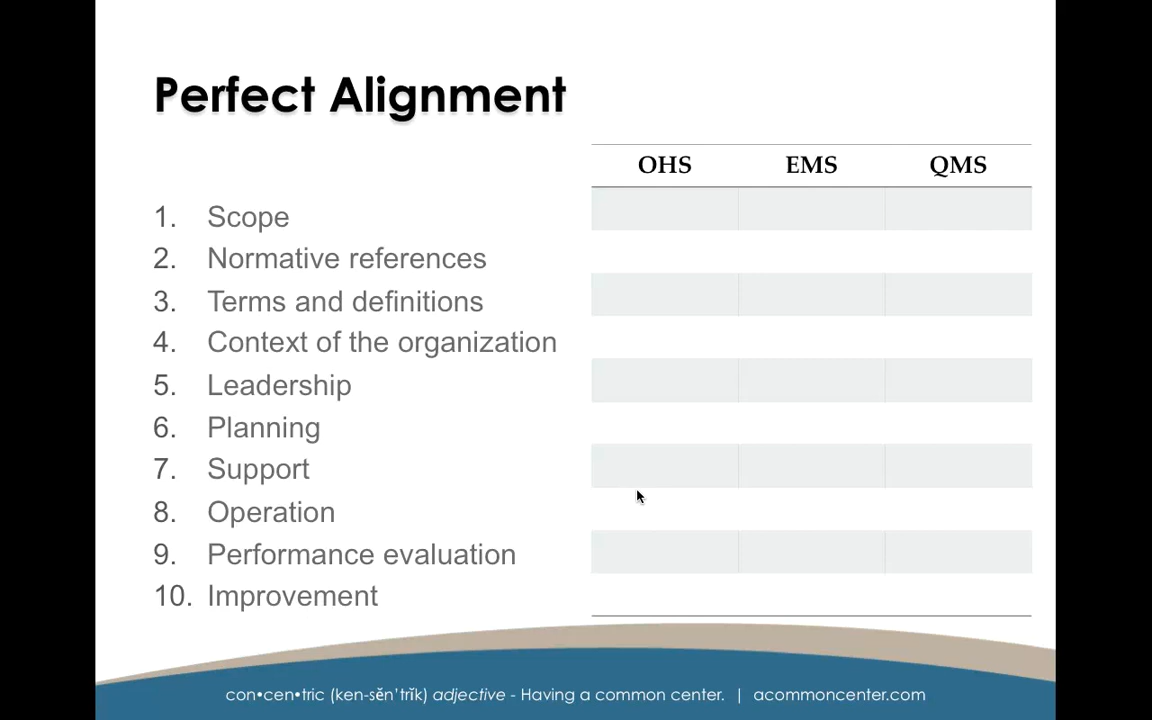 Perfect Alignment
OHS EMS QMS
1. Scope
2. Normative references
3. Terms and definitions
4. Context of the organization
5. Leadership
6. Planning
7. Support
8. Operation
9. Performance evaluation
10. Improvement
con•cen•tric (ken-sĕn'trĭk) adjective - Having a common center. | acommoncenter.com